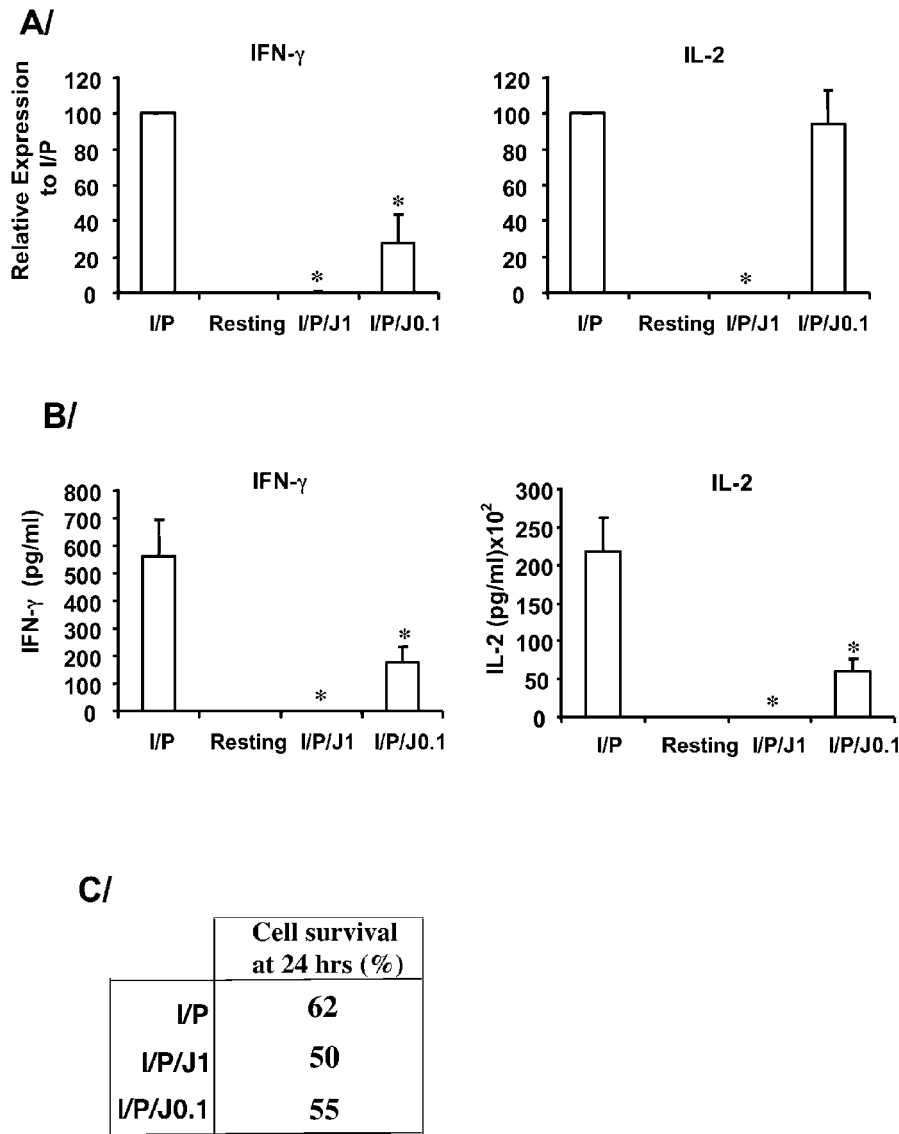 A/
IFN-γ
IL-2
Relative Expression
to I/P
120
100
80
60
40
20
0
*
*
I/P
Resting
I/P/J1
I/P/J0.1
120
100
80
60
40
20
0
*
I/P
Resting
I/P/J1
I/P/J0.1
B/
IFN-γ
IL-2
IFN-γ (pg/ml)
800
700
600
500
400
300
200
100
0
*
*
I/P
Resting
I/P/J1
I/P/J0.1
IL-2 (pg/ml)x10²
300
250
200
150
100
50
0
*
*
I/P
Resting
I/P/J1
I/P/J0.1
C/
Cell survival
at 24 hrs (%)
I/P 62
I/P/J1 50
I/P/J0.1 55